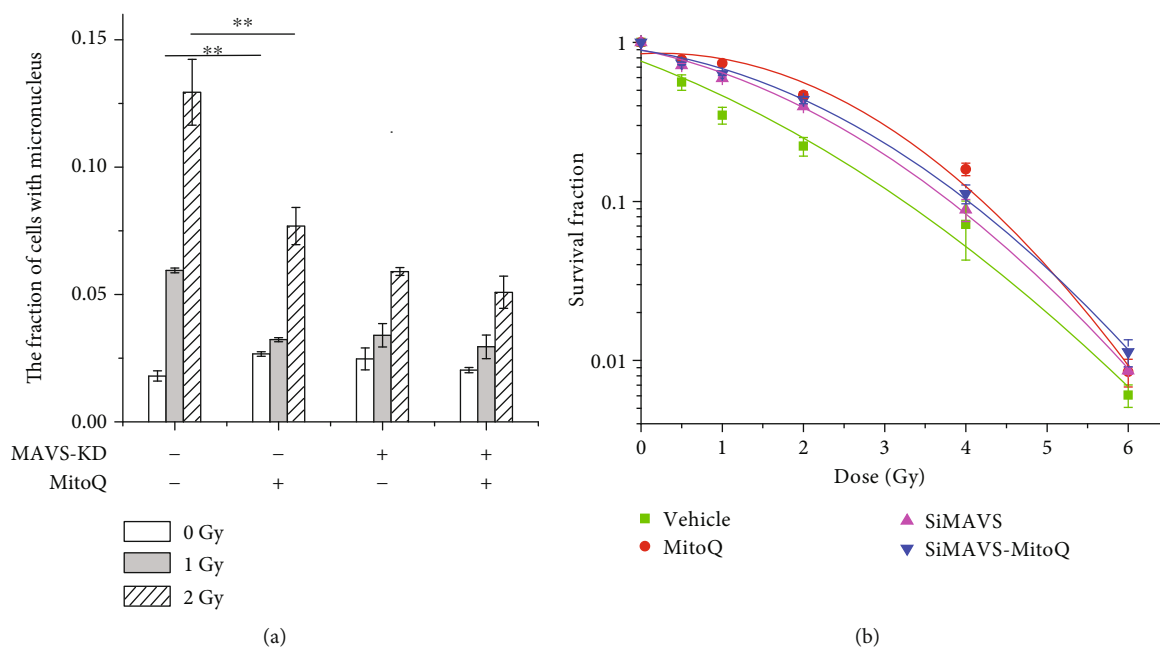 The fraction of cells with micronucleus
0.15
0.10
0.05
0.00
**
**
MAVS-KD − − + +
MitoQ − + − +
0 Gy
1 Gy
2 Gy
(a)
Survival fraction
1
0.1
0.01
0 1 2 3 4 5 6
Dose (Gy)
Vehicle
MitoQ
SiMAVS
SiMAVS-MitoQ
(b)